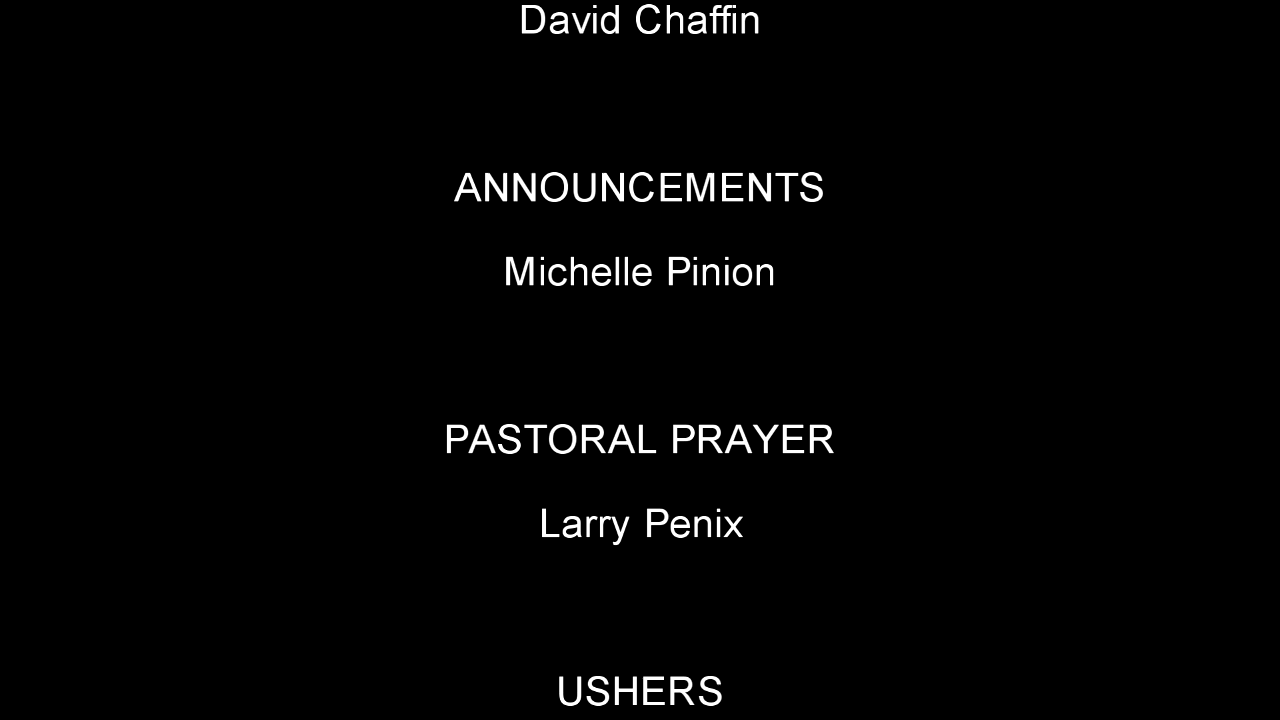 David Chaffin
ANNOUNCEMENTS
Michelle Pinion
PASTORAL PRAYER
Larry Penix
USHERS